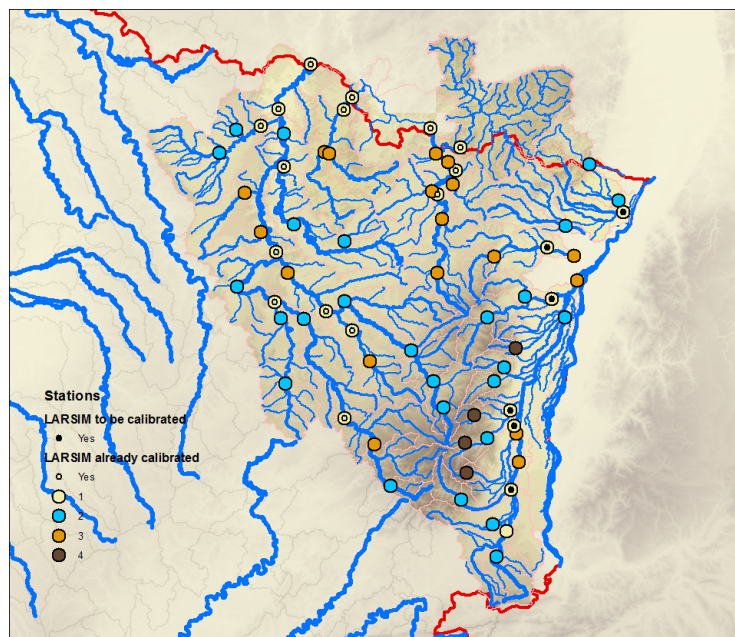 Stations
LARSIM to be calibrated
Yes
LARSIM already calibrated
Yes
1
2
3
4